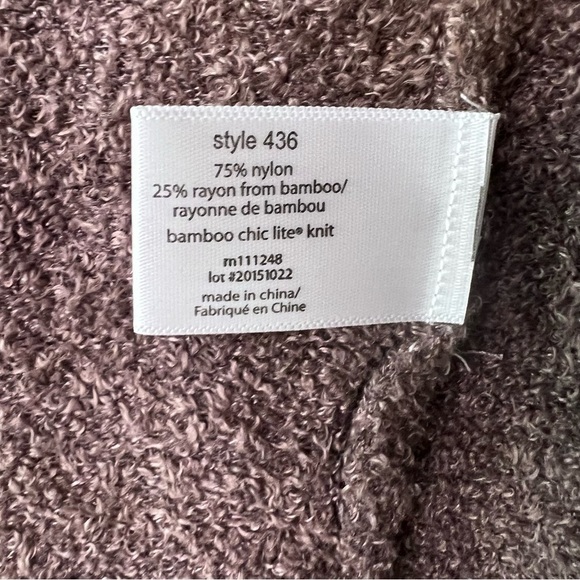 style 436
75% nylon
25% rayon from bamboo/
rayonne de bambou
bamboo chic lite® knit
rn111248
lot #20151022
made in china/
Fabriqué en Chine